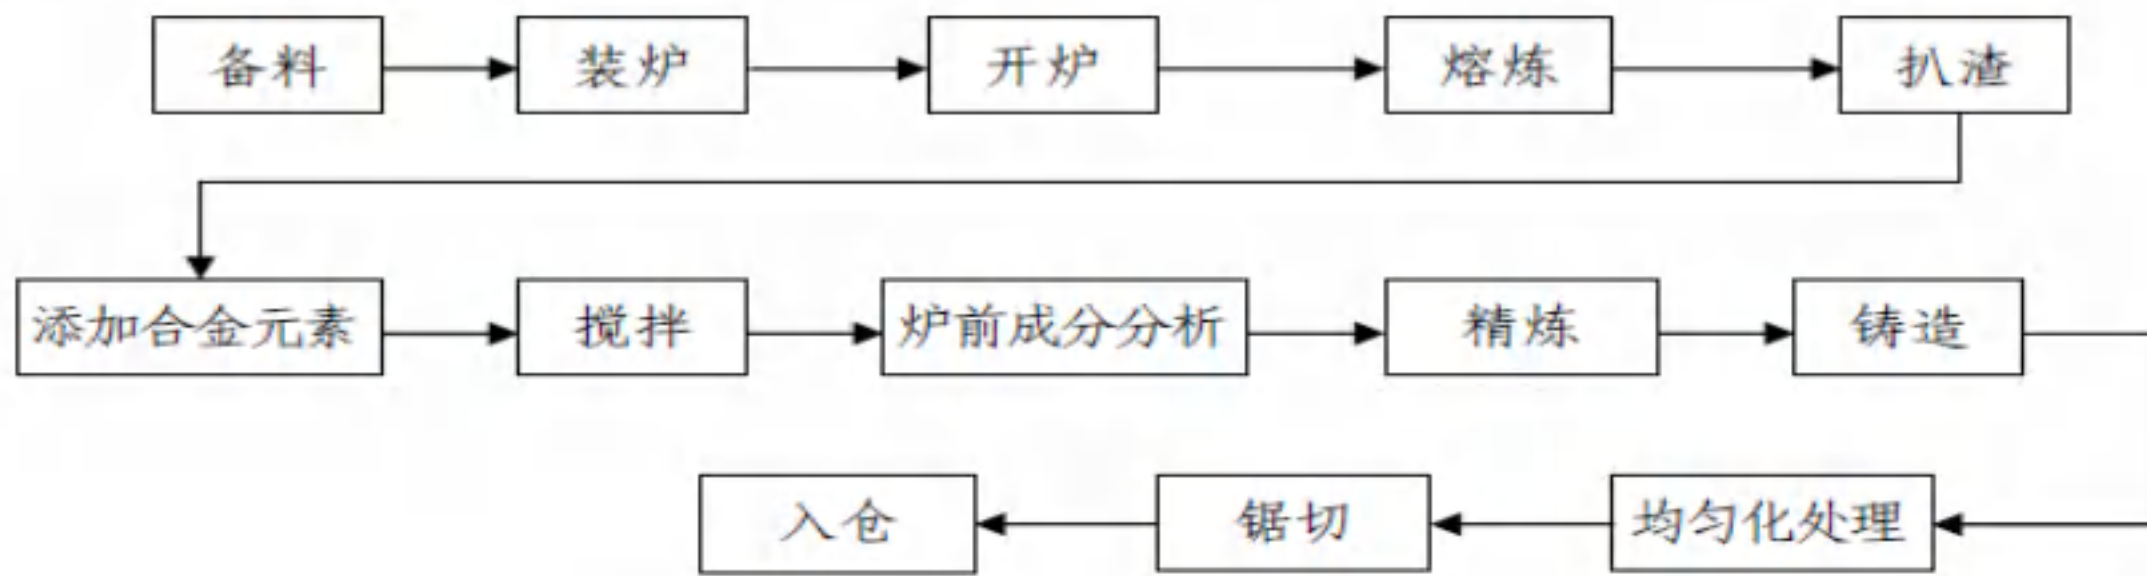 备料 装炉 开炉 熔炼 扒渣
添加合金元素 搅拌 炉前成分分析 精炼 铸造
入仓 锯切 均匀化处理